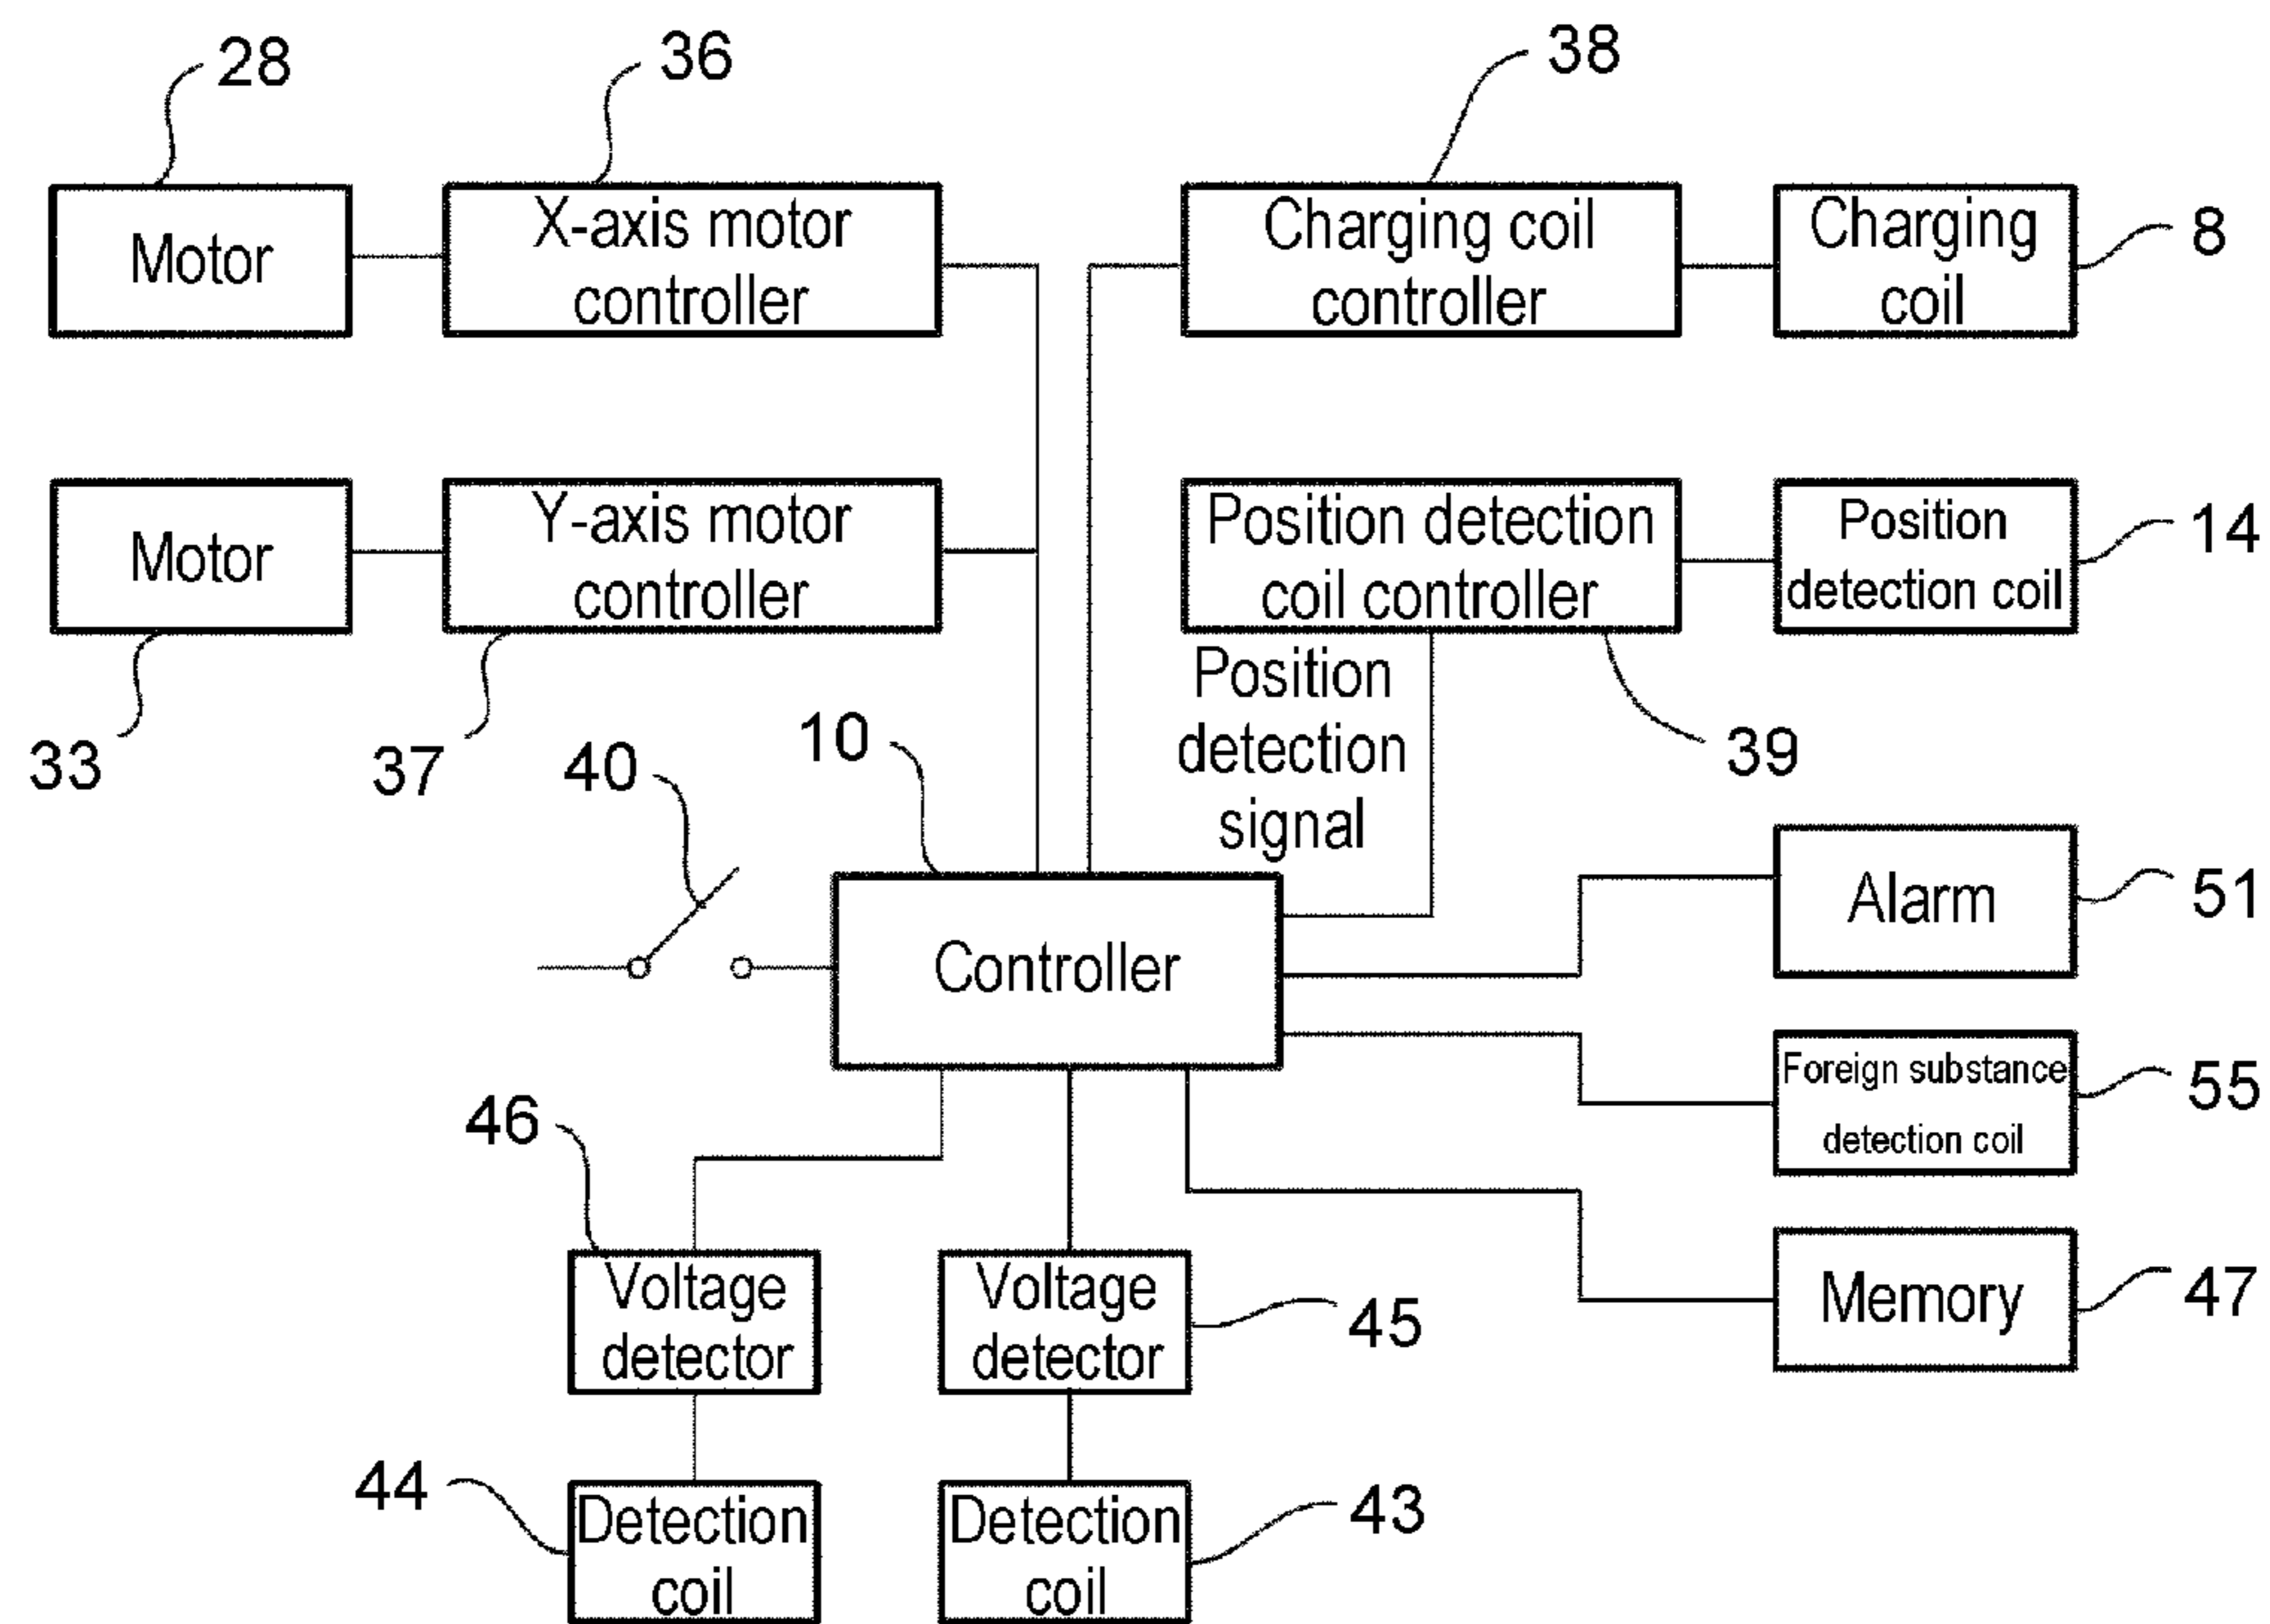 28
36
38
Motor
X-axis motor
controller
Charging coil
controller
Charging
coil
8
Motor
Y-axis motor
controller
Position detection
coil controller
Position
detection coil
14
33
37
40
10
Position
detection
signal
39
Controller
Alarm
51
Foreign substance
detection coil
55
46
Voltage
detector
Voltage
detector
45
Memory
47
44
Detection
coil
Detection
coil
43